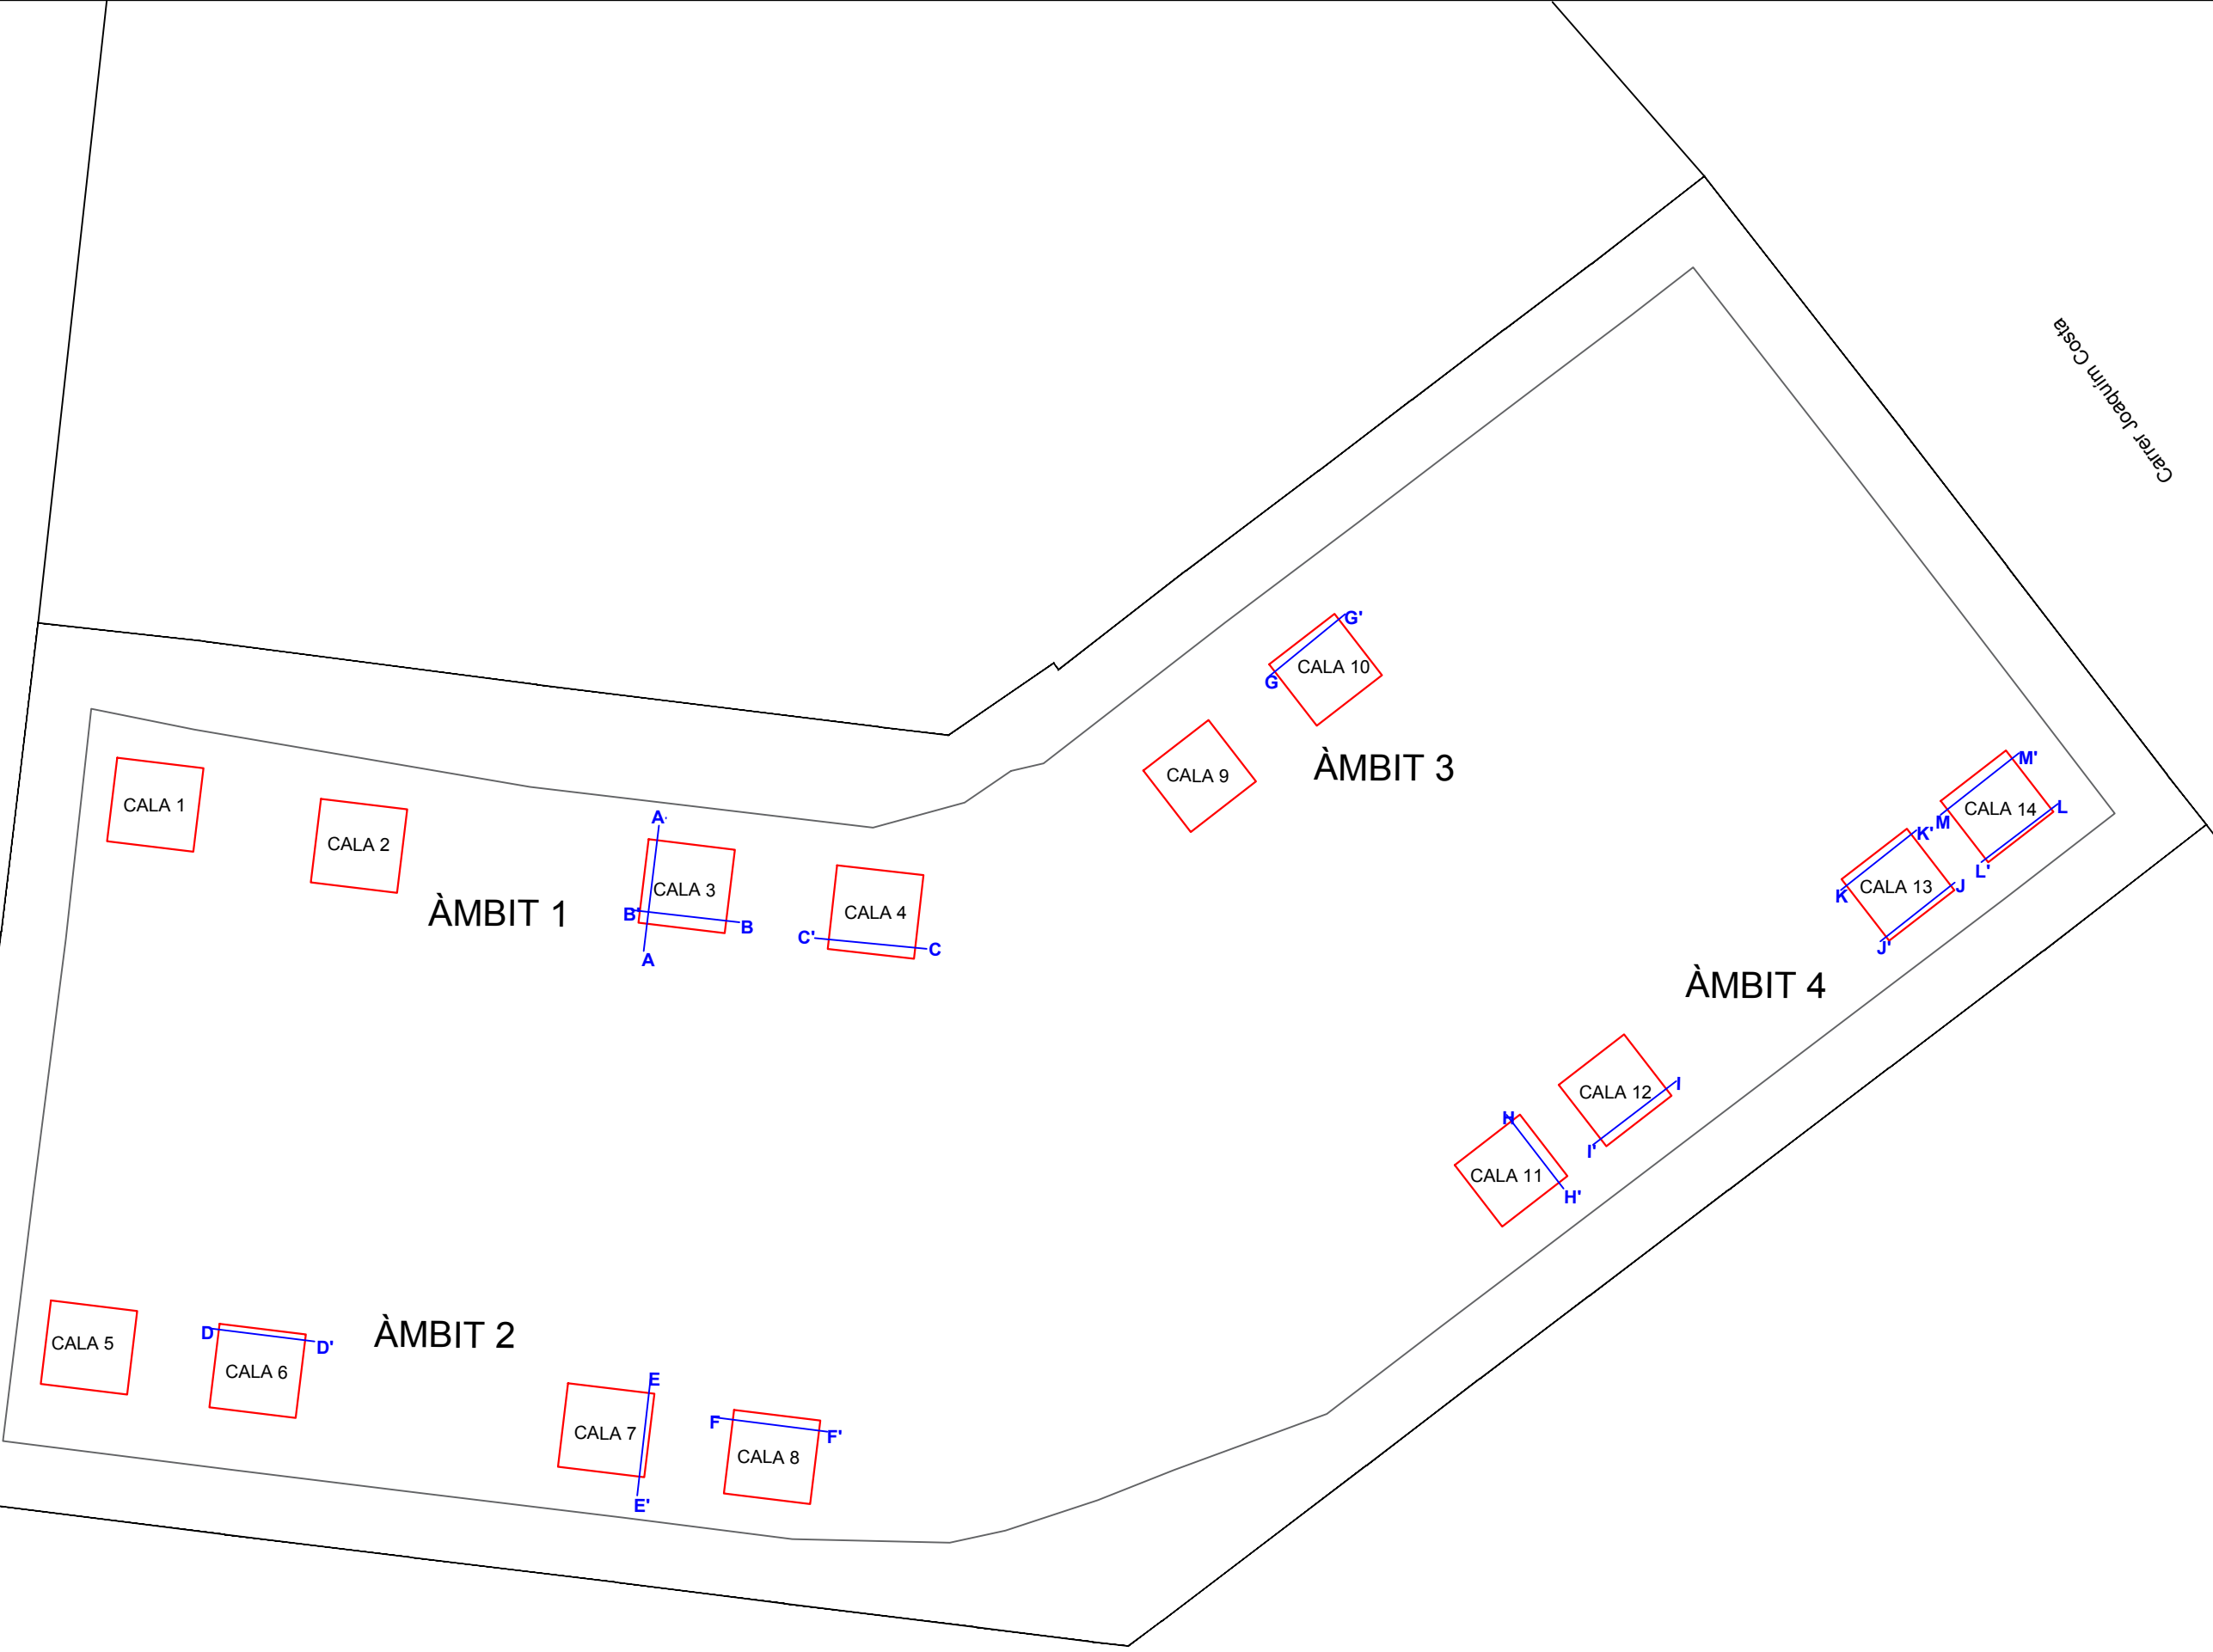 Carrer Joaquim Costa
G'
CALA 10
G
CALA 9
ÀMBIT 3
M'
CALA 14
L
M
L'
K'
CALA 13
J
K
J'
CALA 1
CALA 2
ÀMBIT 1
A'
CALA 3
B'
B
A
CALA 4
C'
C
ÀMBIT 4
CALA 12
I
I'
H
CALA 11
H'
CALA 5
D
D'
CALA 6
ÀMBIT 2
E
CALA 7
E'
F
F'
CALA 8